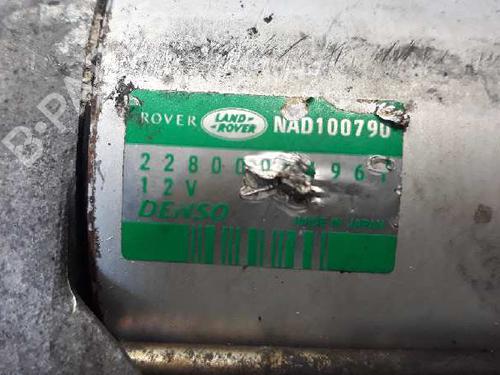 ROVER LAND-ROVER NAD100790
12V
DENSO
MADE IN JAPAN